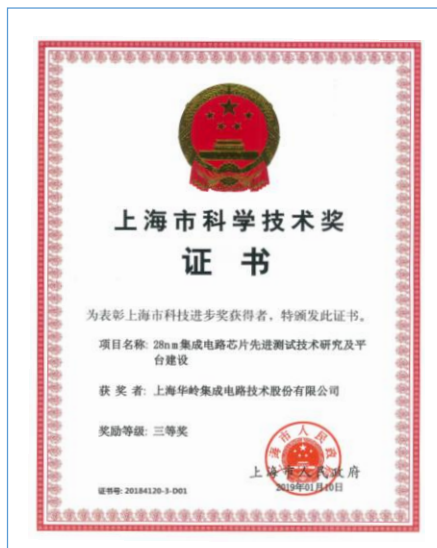 上海市科学技术奖
证书
为表彰上海市科技进步奖获得者，特颁发此证书。
项目名称: 28nm集成电路芯片先进测试技术研究及平
台建设
获 奖 者: 上海华岭集成电路技术股份有限公司
奖励等级: 三等奖
上海市人民政府
证书号: 20184120-3-D01
2019年01月10日